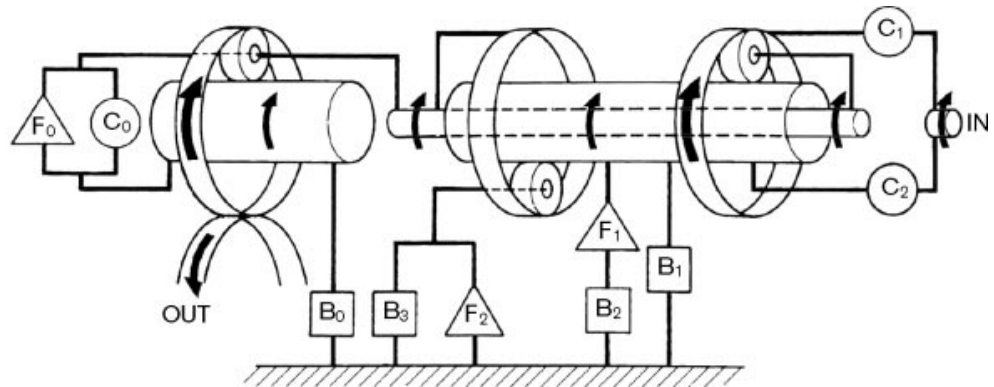 C₁
F₀
C₀
IN
C₂
F₁
B₁
OUT
B₀
B₃
F₂
B₂